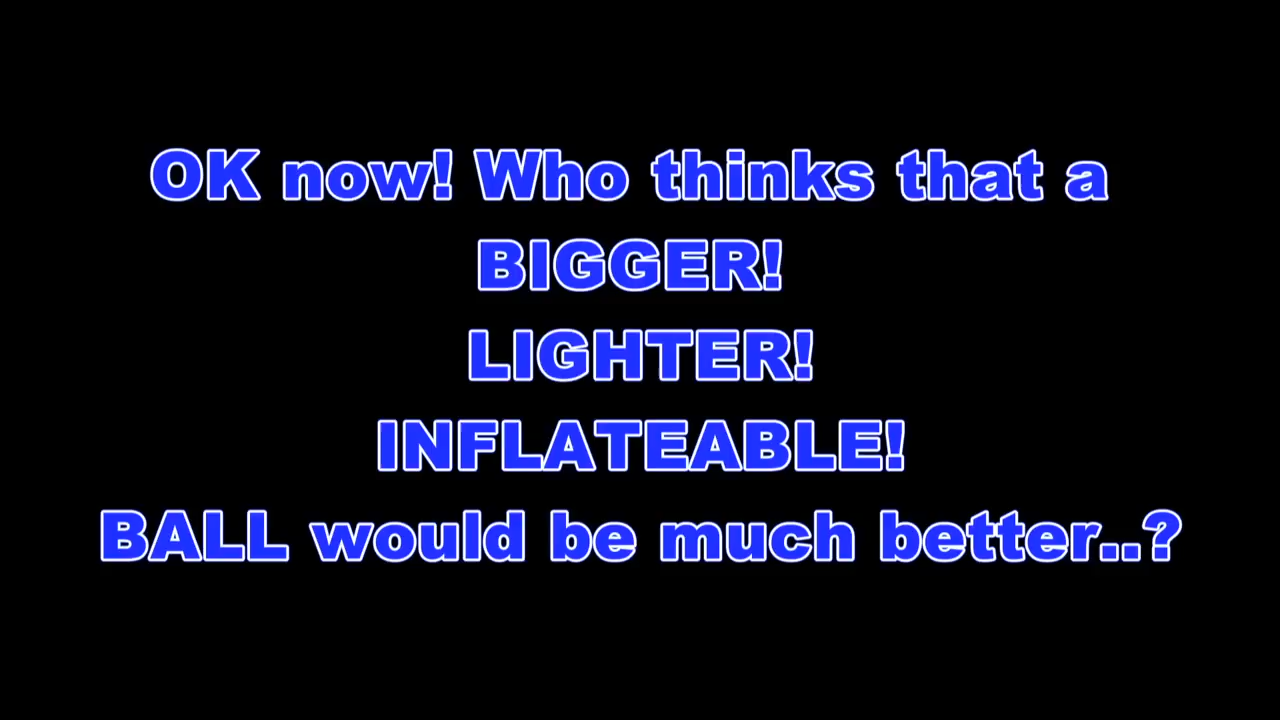 OK now! Who thinks that a
BIGGER!
LIGHTER!
INFLATEABLE!
BALL would be much better..?